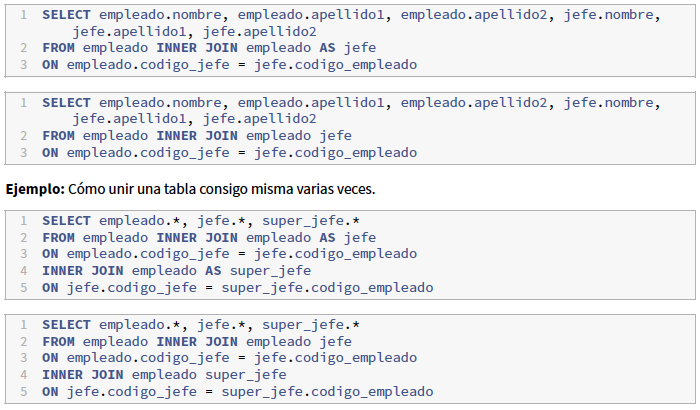 1 SELECT empleado.nombre, empleado.apellido1, empleado.apellido2, jefe.nombre,
jefe.apellido1, jefe.apellido2
2 FROM empleado INNER JOIN empleado AS jefe
3 ON empleado.codigo_jefe = jefe.codigo_empleado
1 SELECT empleado.nombre, empleado.apellido1, empleado.apellido2, jefe.nombre,
jefe.apellido1, jefe.apellido2
2 FROM empleado INNER JOIN empleado jefe
3 ON empleado.codigo_jefe = jefe.codigo_empleado
Ejemplo: Cómo unir una tabla consigo misma varias veces.
1 SELECT empleado.*, jefe.*, super_jefe.*
2 FROM empleado INNER JOIN empleado AS jefe
3 ON empleado.codigo_jefe = jefe.codigo_empleado
4 INNER JOIN empleado AS super_jefe
5 ON jefe.codigo_jefe = super_jefe.codigo_empleado
1 SELECT empleado.*, jefe.*, super_jefe.*
2 FROM empleado INNER JOIN empleado jefe
3 ON empleado.codigo_jefe = jefe.codigo_empleado
4 INNER JOIN empleado super_jefe
5 ON jefe.codigo_jefe = super_jefe.codigo_empleado